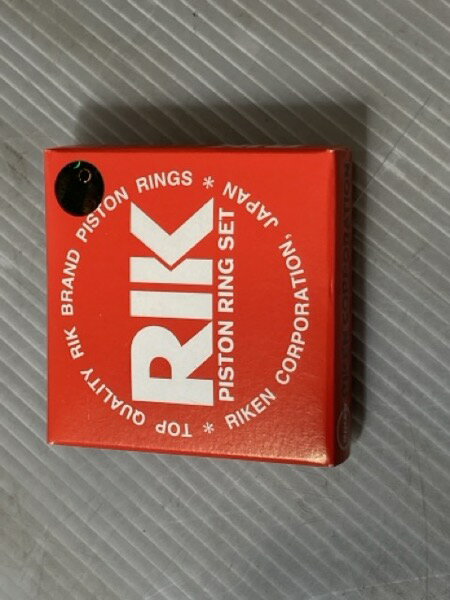 TOP QUALITY RIK BRAND PISTON RINGS *
RIK
PISTON RING SET
* RIKEN CORPORATION, JAPAN